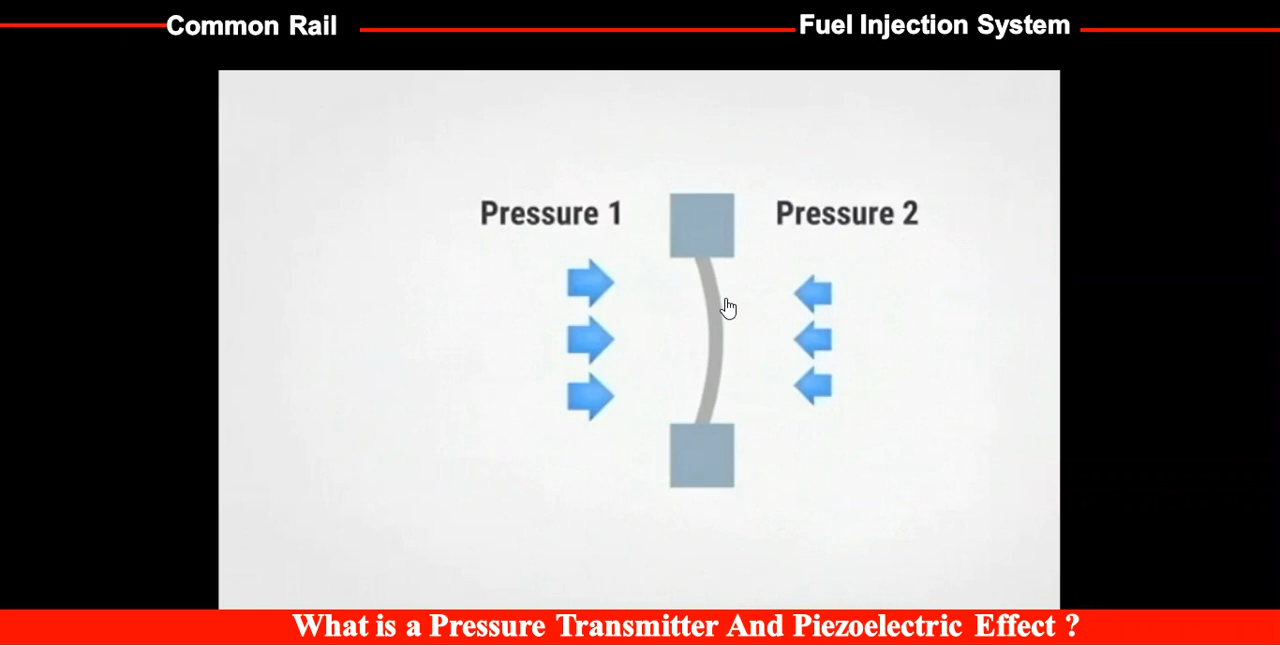 Common Rail
Fuel Injection System
Pressure 1
Pressure 2
What is a Pressure Transmitter And Piezoelectric Effect ?